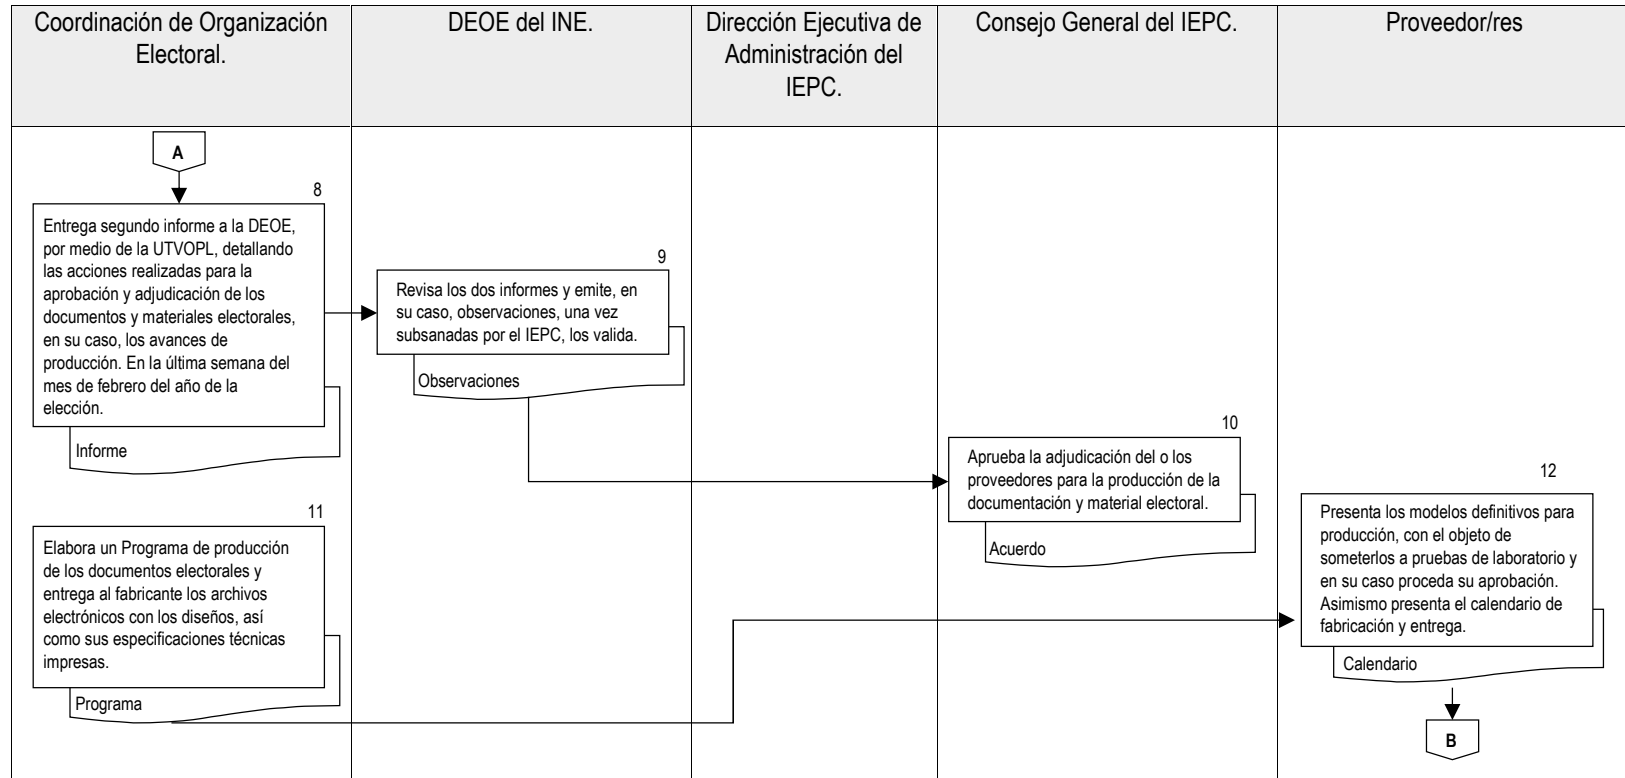 Coordinación de Organización
Electoral.
DEOE del INE.
Dirección Ejecutiva de
Administración del
IEPC.
Consejo General del IEPC.
Proveedor/res
A
8
Entrega segundo informe a la DEOE,
por medio de la UTVOPL, detallando
las acciones realizadas para la
aprobación y adjudicación de los
documentos y materiales electorales,
en su caso, los avances de
producción. En la última semana del
mes de febrero del año de la
elección.
Informe
9
Revisa los dos informes y emite, en
su caso, observaciones, una vez
subsanadas por el IEPC, los valida.
Observaciones
10
Aprueba la adjudicación del o los
proveedores para la producción de la
documentación y material electoral.
Acuerdo
11
Elabora un Programa de producción
de los documentos electorales y
entrega al fabricante los archivos
electrónicos con los diseños, así
como sus especificaciones técnicas
impresas.
Programa
12
Presenta los modelos definitivos para
producción, con el objeto de
someterlos a pruebas de laboratorio y
en su caso proceda su aprobación.
Asimismo presenta el calendario de
fabricación y entrega.
Calendario
B